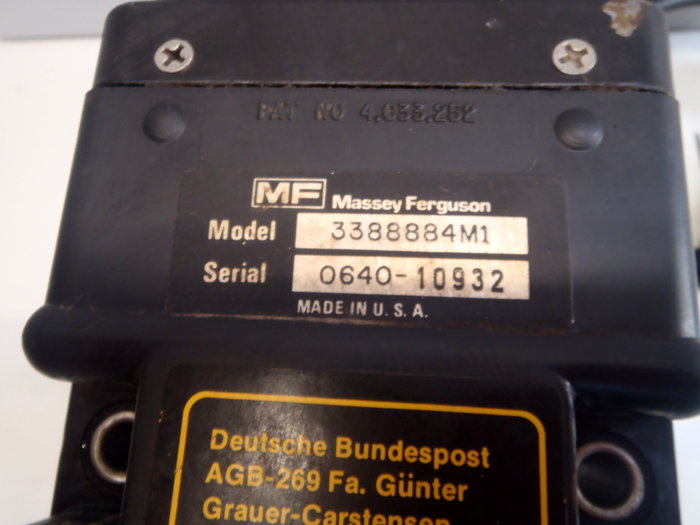 PAT NO 4.633.252
MF Massey Ferguson
Model 3388884M1
Serial 0640-10932
MADE IN U.S.A.
Deutsche Bundespost
AGB-269 Fa. Günter
Grauer-Carstensen